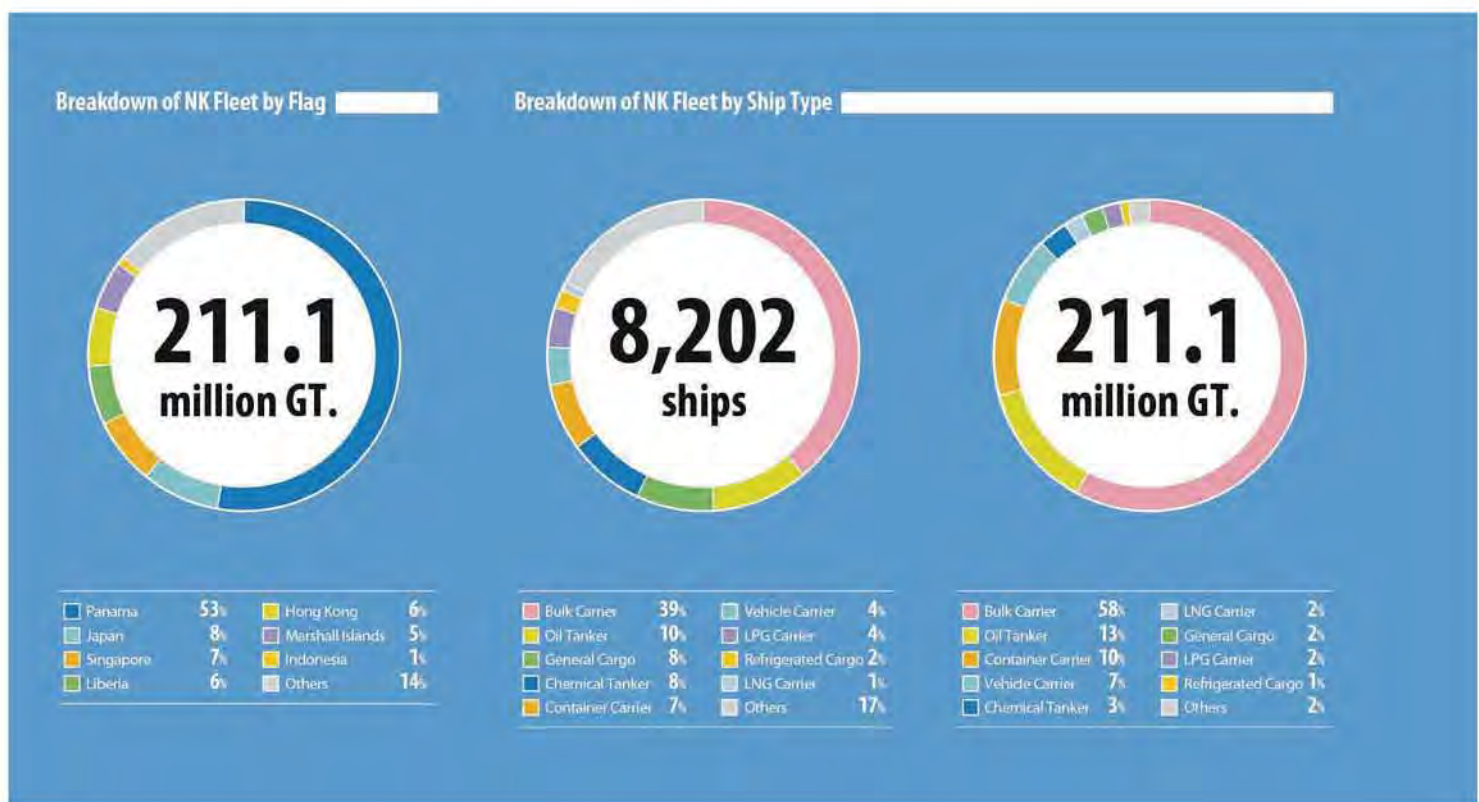 Breakdown of NK Fleet by Flag
211.1
million GT.
Panama 53%
Japan 8%
Singapore 7%
Liberia 6%
Hong Kong 6%
Marshall Islands 5%
Indonesia 1%
Others 14%
Breakdown of NK Fleet by Ship Type
8,202
ships
Bulk Carrier 39%
Oil Tanker 10%
General Cargo 8%
Chemical Tanker 8%
Container Carrier 7%
Vehicle Carrier 4%
LPG Carrier 4%
Refrigerated Cargo 2%
LNG Carrier 1%
Others 17%
211.1
million GT.
Bulk Carrier 58%
Oil Tanker 13%
Container Carrier 10%
Vehicle Carrier 7%
Chemical Tanker 3%
LNG Carrier 2%
General Cargo 2%
LPG Carrier 2%
Refrigerated Cargo 1%
Others 2%